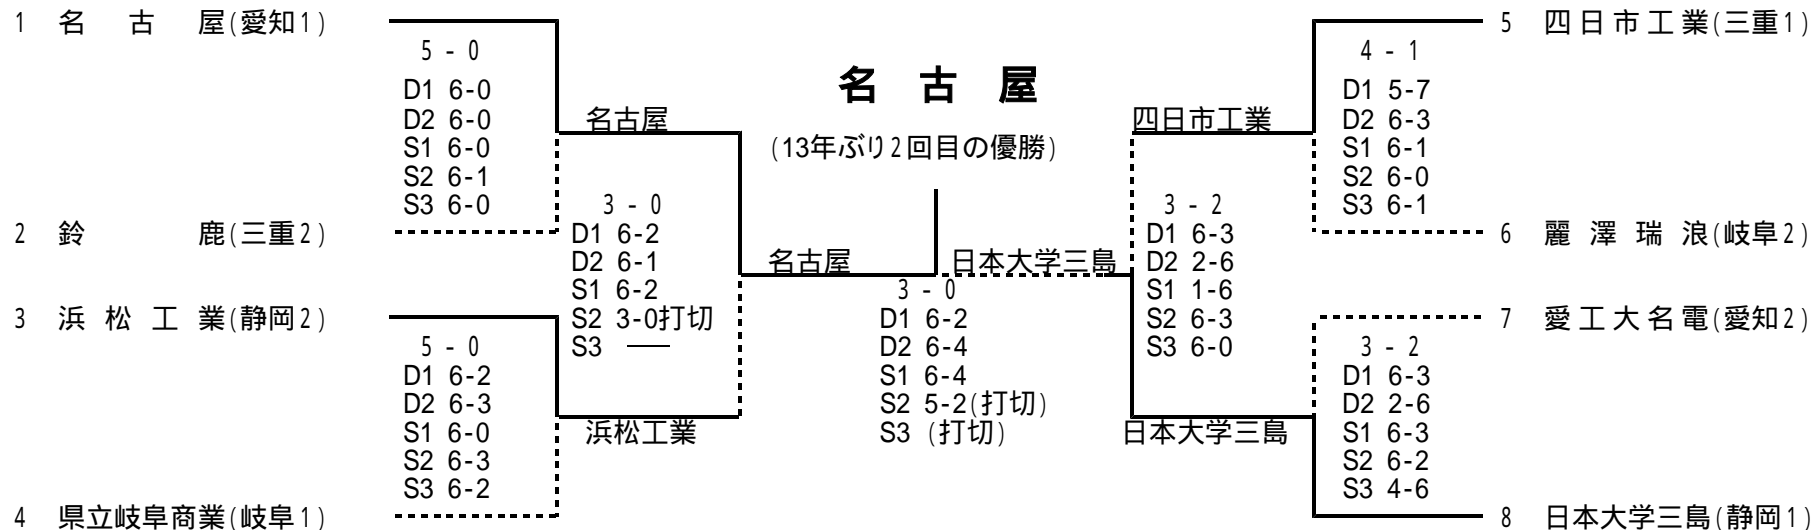 1 名古屋(愛知1)
5 - 0
D1 6-0
D2 6-0
S1 6-0
S2 6-1
S3 6-0
2 鈴鹿(三重2)
名古屋
3 - 0
D1 6-2
D2 6-1
S1 6-2
S2 3-0打切
S3 ――
3 浜松工業(静岡2)
5 - 0
D1 6-2
D2 6-3
S1 6-0
S2 6-3
S3 6-2
4 県立岐阜商業(岐阜1)
浜松工業
名古屋
(13年ぶり2回目の優勝)
名古屋
日本大学三島
3 - 0
D1 6-2
D2 6-4
S1 6-4
S2 5-2(打切)
S3 (打切)
四日市工業
3 - 2
D1 6-3
D2 2-6
S1 1-6
S2 6-3
S3 6-0
日本大学三島
5 四日市工業(三重1)
4 - 1
D1 5-7
D2 6-3
S1 6-1
S2 6-0
S3 6-1
6 麗澤瑞浪(岐阜2)
7 愛工大名電(愛知2)
3 - 2
D1 6-3
D2 2-6
S1 6-3
S2 6-2
S3 4-6
8 日本大学三島(静岡1)